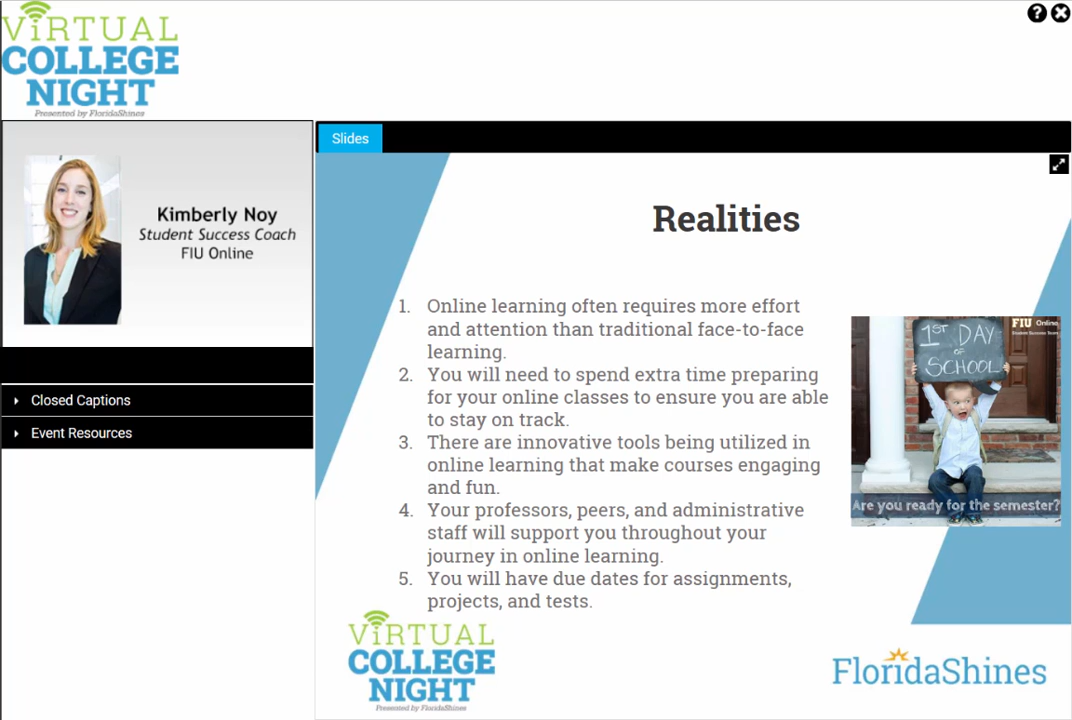 VIRTUAL
COLLEGE
NIGHT
Presented by FloridaShines
Kimberly Noy
Student Success Coach
FIU Online
Closed Captions
Event Resources
Slides
Realities
1. Online learning often requires more effort
and attention than traditional face-to-face
learning.
2. You will need to spend extra time preparing
for your online classes to ensure you are able
to stay on track.
3. There are innovative tools being utilized in
online learning that make courses engaging
and fun.
4. Your professors, peers, and administrative
staff will support you throughout your
journey in online learning.
5. You will have due dates for assignments,
projects, and tests.
FIU Online
Student Success Team
1ST DAY
OF
SCHOOL
Are you ready for the semester?
VIRTUAL
COLLEGE
NIGHT
Presented by FloridaShines
FloridaShines